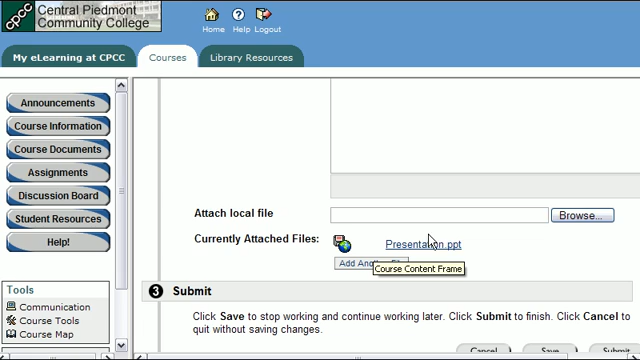 CPCC
Central Piedmont
Community College
Home Help Logout
My eLearning at CPCC Courses Library Resources
Announcements
Course Information
Course Documents
Assignments
Discussion Board
Student Resources
Help!
Tools
Communication
Course Tools
Course Map
Attach local file
Browse...
Currently Attached Files:
Presentation.ppt
Add Another
Course Content Frame
3 Submit
Click Save to stop working and continue working later. Click Submit to finish. Click Cancel to
quit without saving changes.
Cancel Save Submit